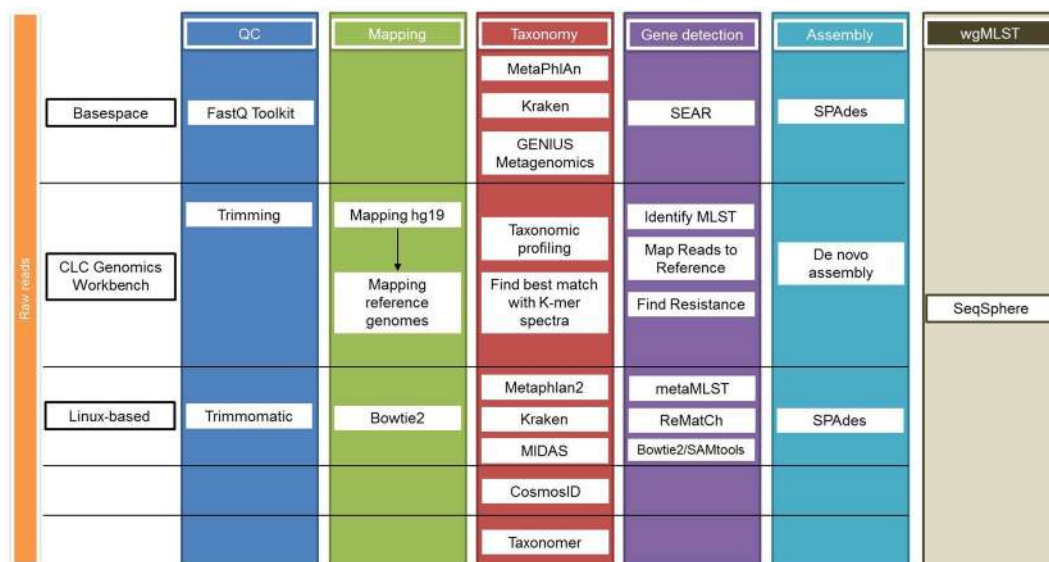 QC
Mapping
Taxonomy
Gene detection
Assembly
wgMLST
Raw reads
Basespace
FastQ Toolkit
MetaPhlAn
Kraken
GENIUS
Metagenomics
SEAR
SPAdes
CLC Genomics
Workbench
Trimming
Mapping hg19
Mapping
reference
genomes
Taxonomic
profiling
Find best match
with K-mer
spectra
Identify MLST
Map Reads to
Reference
Find Resistance
De novo
assembly
SeqSphere
Linux-based
Trimmomatic
Bowtie2
Metaphlan2
Kraken
MIDAS
metaMLST
ReMatCh
Bowtie2/SAMtools
SPAdes
CosmosID
Taxonomer